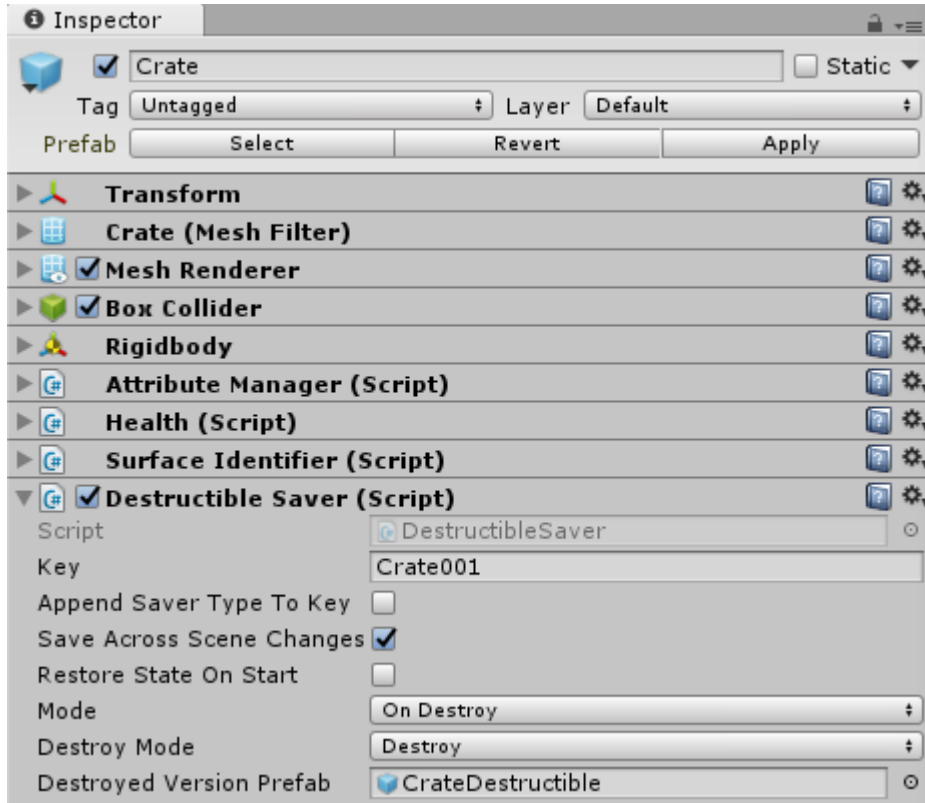 Inspector
Crate Static
Tag Untagged Layer Default
Prefab Select Revert Apply
Transform
Crate (Mesh Filter)
Mesh Renderer
Box Collider
Rigidbody
Attribute Manager (Script)
Health (Script)
Surface Identifier (Script)
Destructible Saver (Script)
Script DestructibleSaver
Key Crate001
Append Saver Type To Key
Save Across Scene Changes
Restore State On Start
Mode On Destroy
Destroy Mode Destroy
Destroyed Version Prefab CrateDestructible